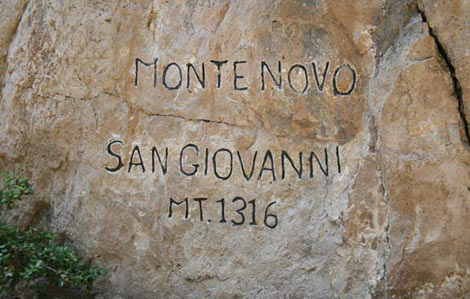 MONTE NOVO
SAN GIOVANNI
MT. 1316